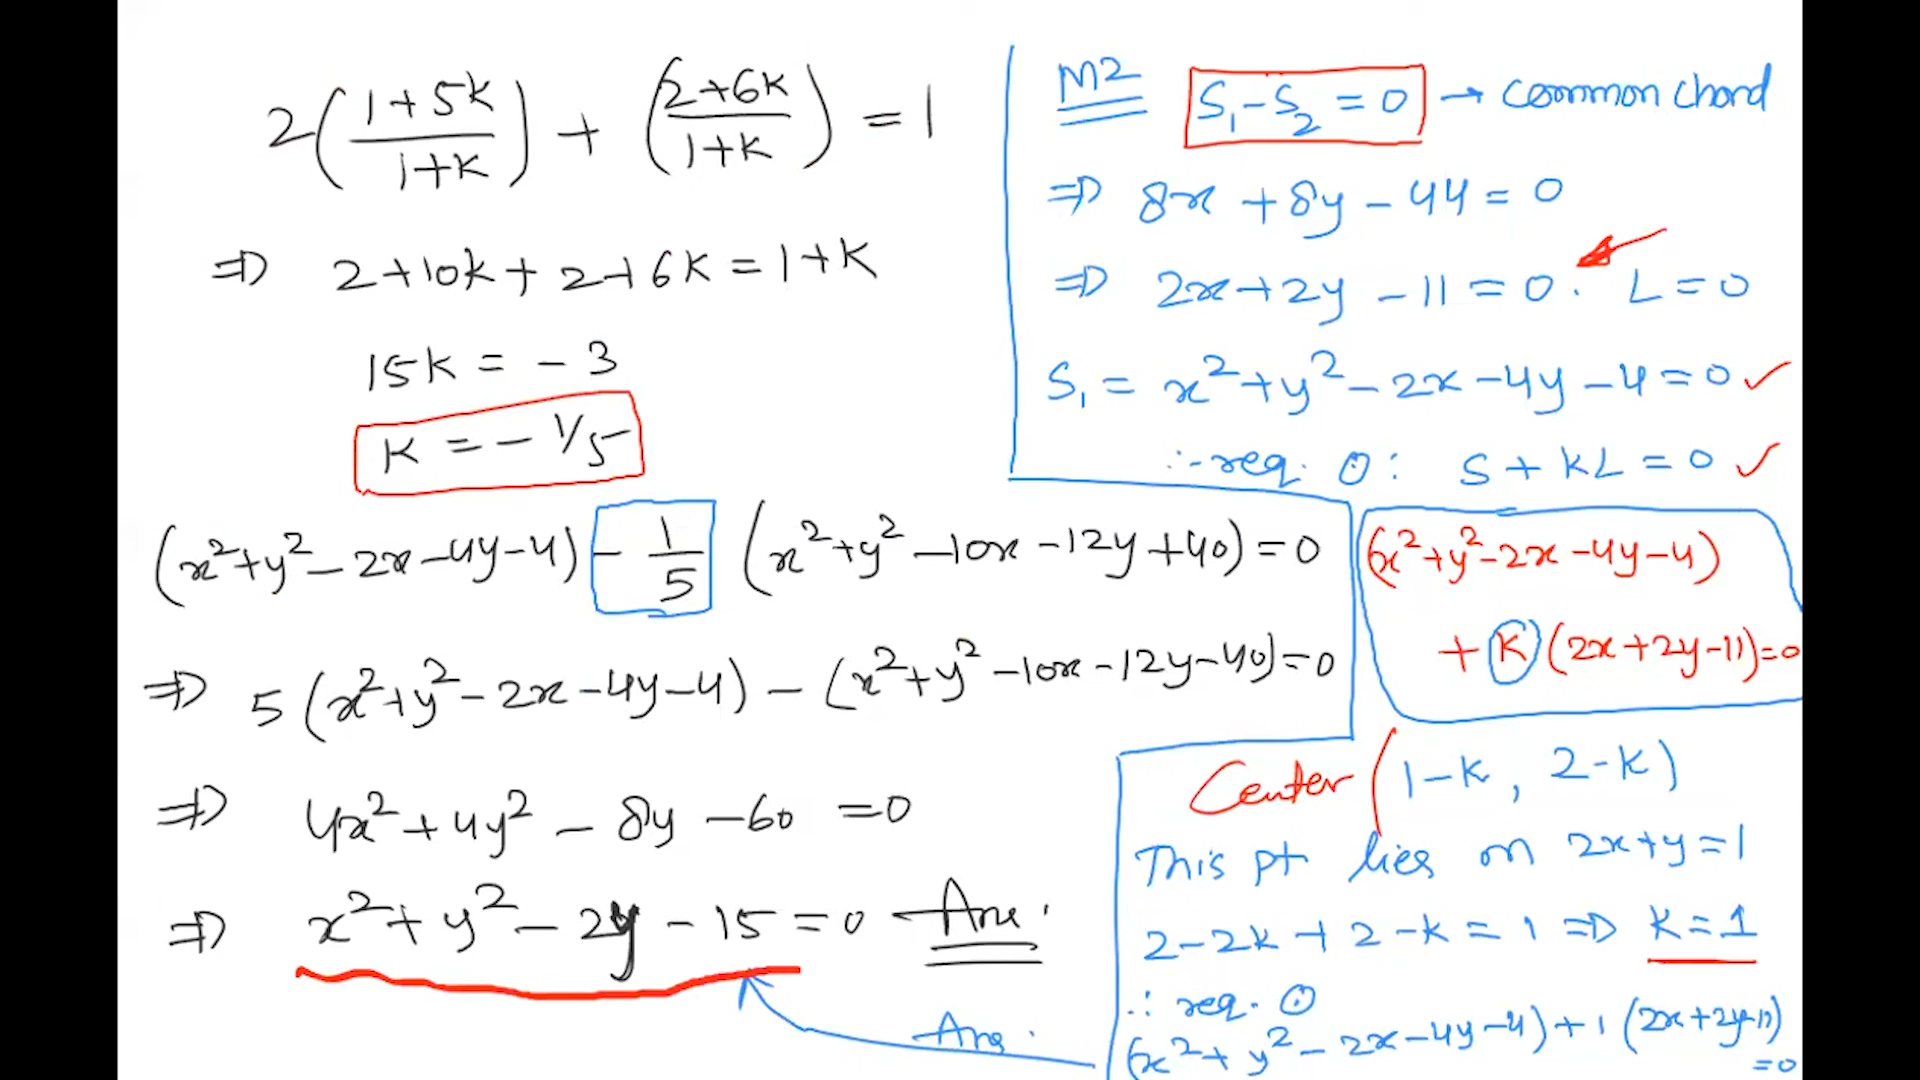 2((1+5k)/(1+k)) + ((2+6k)/(1+k)) = 1
⇒ 2+10k+2+6k=1+k
15k = -3
k = -1/5
(x²+y²-2x-4y-4) - 1/5 (x²+y²-10x-12y+40)=0
⇒ 5(x²+y²-2x-4y-4) - (x²+y²-10x-12y-40)=0
⇒ 4x²+4y²-8y-60 =0
⇒ x²+y²-2y-15=0 Ans.
M2 S₁-S₂=0 → common chord
⇒ 8x+8y-44=0
⇒ 2x+2y-11=0. L=0
S₁= x²+y²-2x-4y-4=0 ✓
∴ req. ⊙: S+KL=0 ✓
(x²+y²-2x-4y-4)
+K(2x+2y-11)=0
Center (1-k, 2-k)
This pt lies on 2x+y=1
2-2k+2-k=1 ⇒ k=1
∴ req. ⊙
(x²+y²-2x-4y-4)+1(2x+2y-11)
=0
Ans.